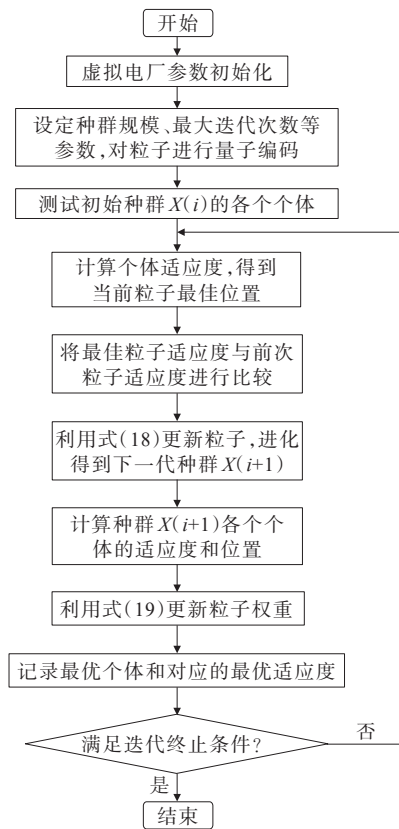 开始
虚拟电厂参数初始化
设定种群规模、最大迭代次数等
参数,对粒子进行量子编码
测试初始种群X(i)的各个个体
计算个体适应度,得到
当前粒子最佳位置
将最佳粒子适应度与前次
粒子适应度进行比较
利用式(18)更新粒子,进化
得到下一代种群X(i+1)
计算种群X(i+1)各个个
体的适应度和位置
利用式(19)更新粒子权重
记录最优个体和对应的最优适应度
满足迭代终止条件?
否
是
结束